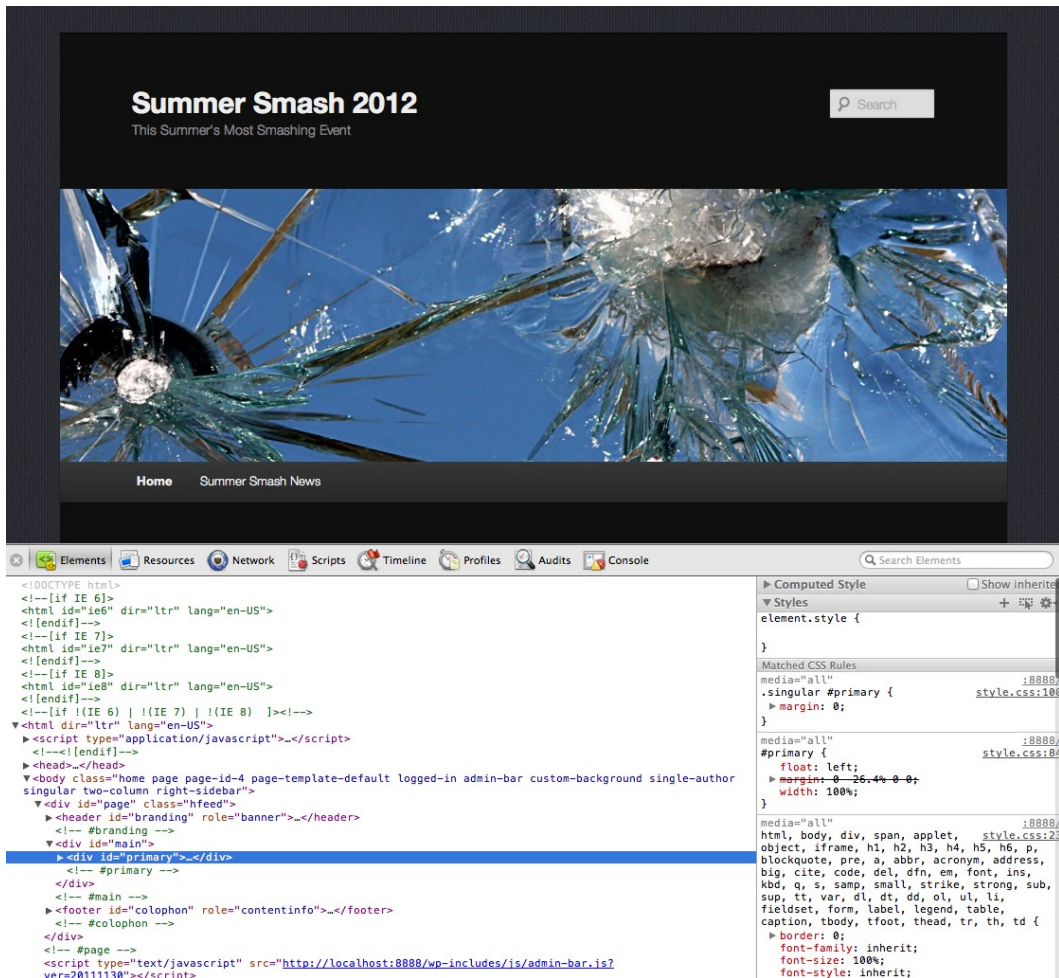 Summer Smash 2012
This Summer's Most Smashing Event
Search
Home Summer Smash News
Elements Resources Network Scripts Timeline Profiles Audits Console Search Elements
<!DOCTYPE html>
<!--[if IE 6]>
<html id="ie6" dir="ltr" lang="en-US">
<![endif]-->
<!--[if IE 7]>
<html id="ie7" dir="ltr" lang="en-US">
<![endif]-->
<!--[if IE 8]>
<html id="ie8" dir="ltr" lang="en-US">
<![endif]-->
<!--[if !(IE 6) | !(IE 7) | !(IE 8)  ]><!-->
▼<html dir="ltr" lang="en-US">
▶<script type="application/javascript">…</script>
<!--<![endif]-->
▶<head>…</head>
▼<body class="home page page-id-4 page-template-default logged-in admin-bar custom-background single-author
singular two-column right-sidebar">
▼<div id="page" class="hfeed">
▶<header id="branding" role="banner">…</header>
<!-- #branding -->
▼<div id="main">
▶<div id="primary">…</div>
<!-- #primary -->
</div>
<!-- #main -->
▶<footer id="colophon" role="contentinfo">…</footer>
<!-- #colophon -->
</div>
<!-- #page -->
<script type="text/javascript" src="http://localhost:8888/wp-includes/js/admin-bar.js?
ver=20111130"></script>
▶ Computed Style Show inherite
▼ Styles
element.style {
}
Matched CSS Rules
media="all" :8888/
.singular #primary { style.css:100
▶ margin: 0;
}
media="all" :8888/
#primary { style.css:84
float: left;
▶ margin: 0 -26.4% 0 0;
width: 100%;
}
media="all" :8888/
html, body, div, span, applet, style.css:23
object, iframe, h1, h2, h3, h4, h5, h6, p,
blockquote, pre, a, abbr, acronym, address,
big, cite, code, del, dfn, em, font, ins,
kbd, q, s, samp, small, strike, strong, sub,
sup, tt, var, dl, dt, dd, ol, ul, li,
fieldset, form, label, legend, table,
caption, tbody, tfoot, thead, tr, th, td {
▶ border: 0;
font-family: inherit;
font-size: 100%;
font-style: inherit;